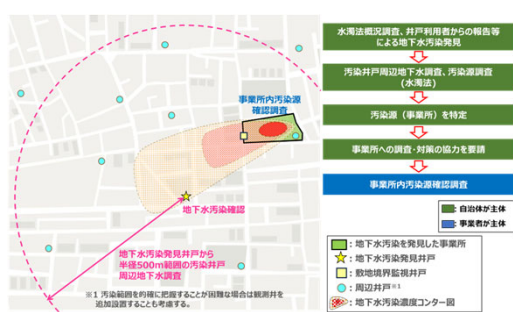 水濁法概況調査、井戸利用者からの報告等
による地下水汚染発見
汚染井戸周辺地下水調査、汚染源調査
(水濁法)
汚染源（事業所）を特定
事業所への調査・対策の協力を要請
事業所内汚染源確認調査
：自治体が主体
：事業者が主体
事業所内汚染源
確認調査
地下水汚染確認
地下水汚染発見井戸から
半径500m範囲の汚染井戸
周辺地下水調査
※1 汚染範囲を的確に把握することが困難な場合は観測井を
追加設置することも考慮する。
：地下水汚染を発見した事業所
：地下水汚染発見井戸
：敷地境界監視井戸
：周辺井戸※1
：地下水汚染濃度コンター図